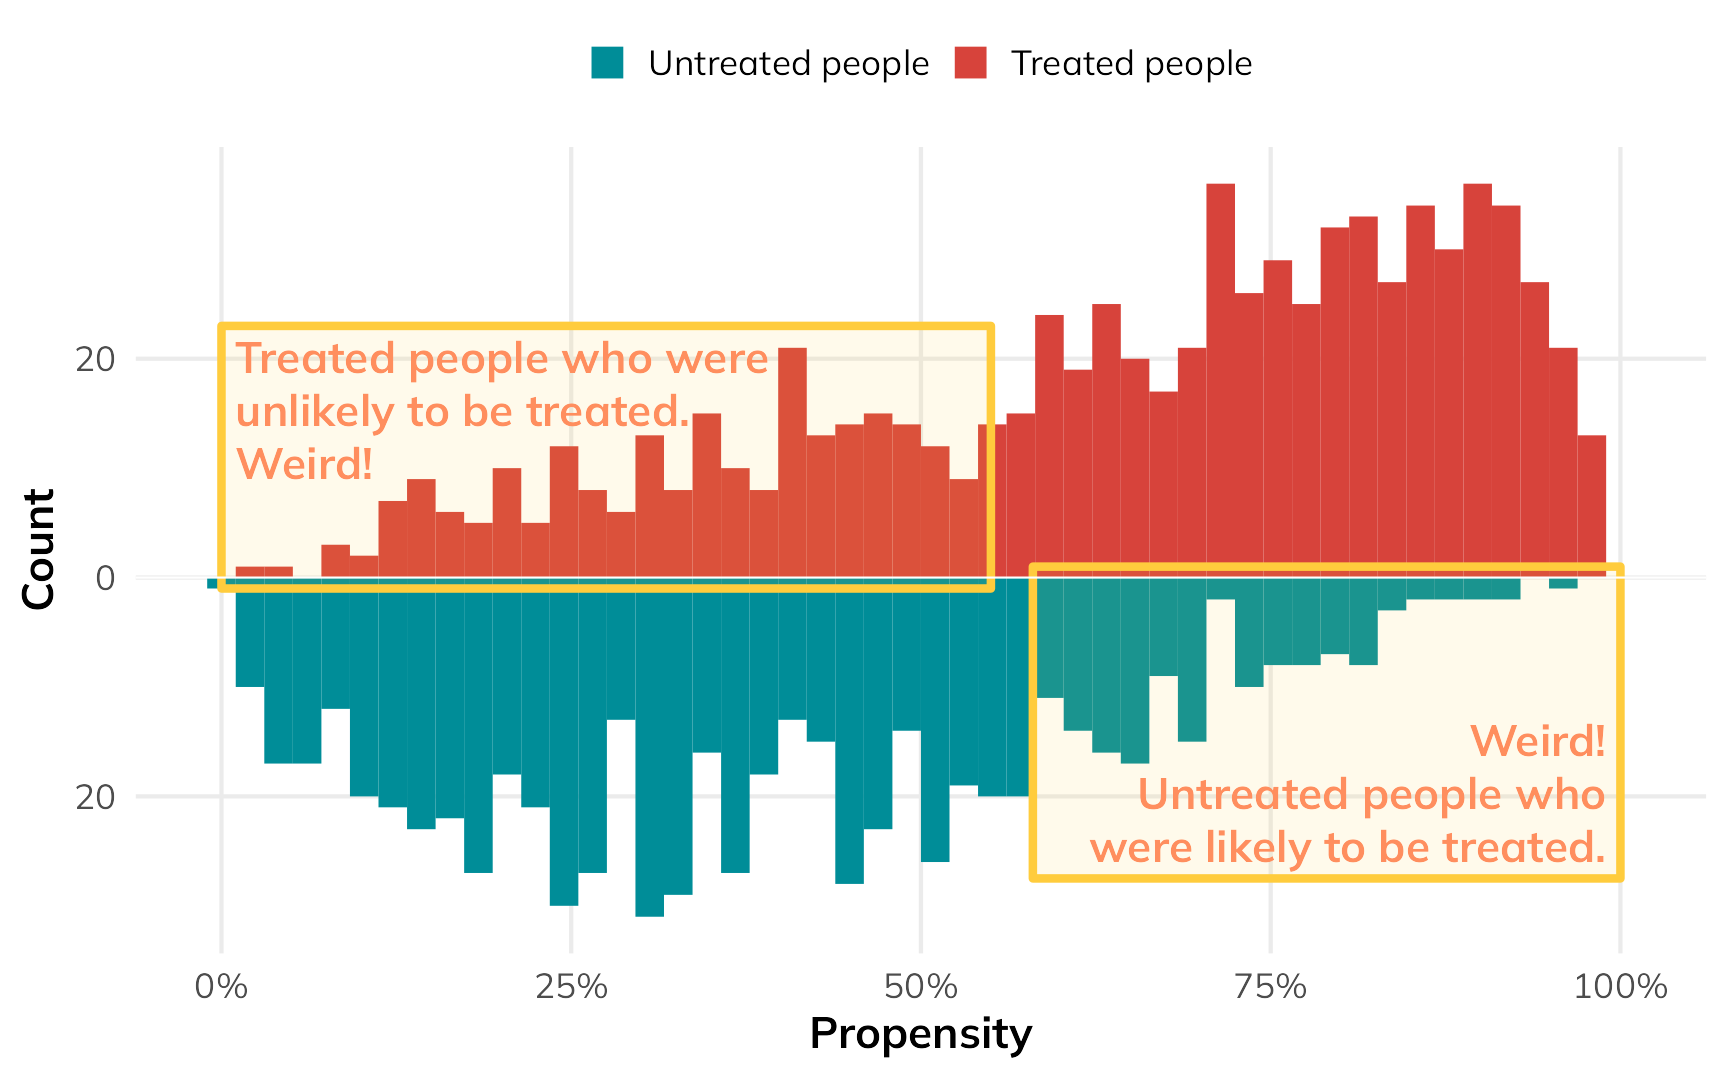 Untreated people Treated people
Treated people who were
unlikely to be treated.
Weird!
20
0
20
Count
Weird!
Untreated people who
were likely to be treated.
0% 25% 50% 75% 100%
Propensity